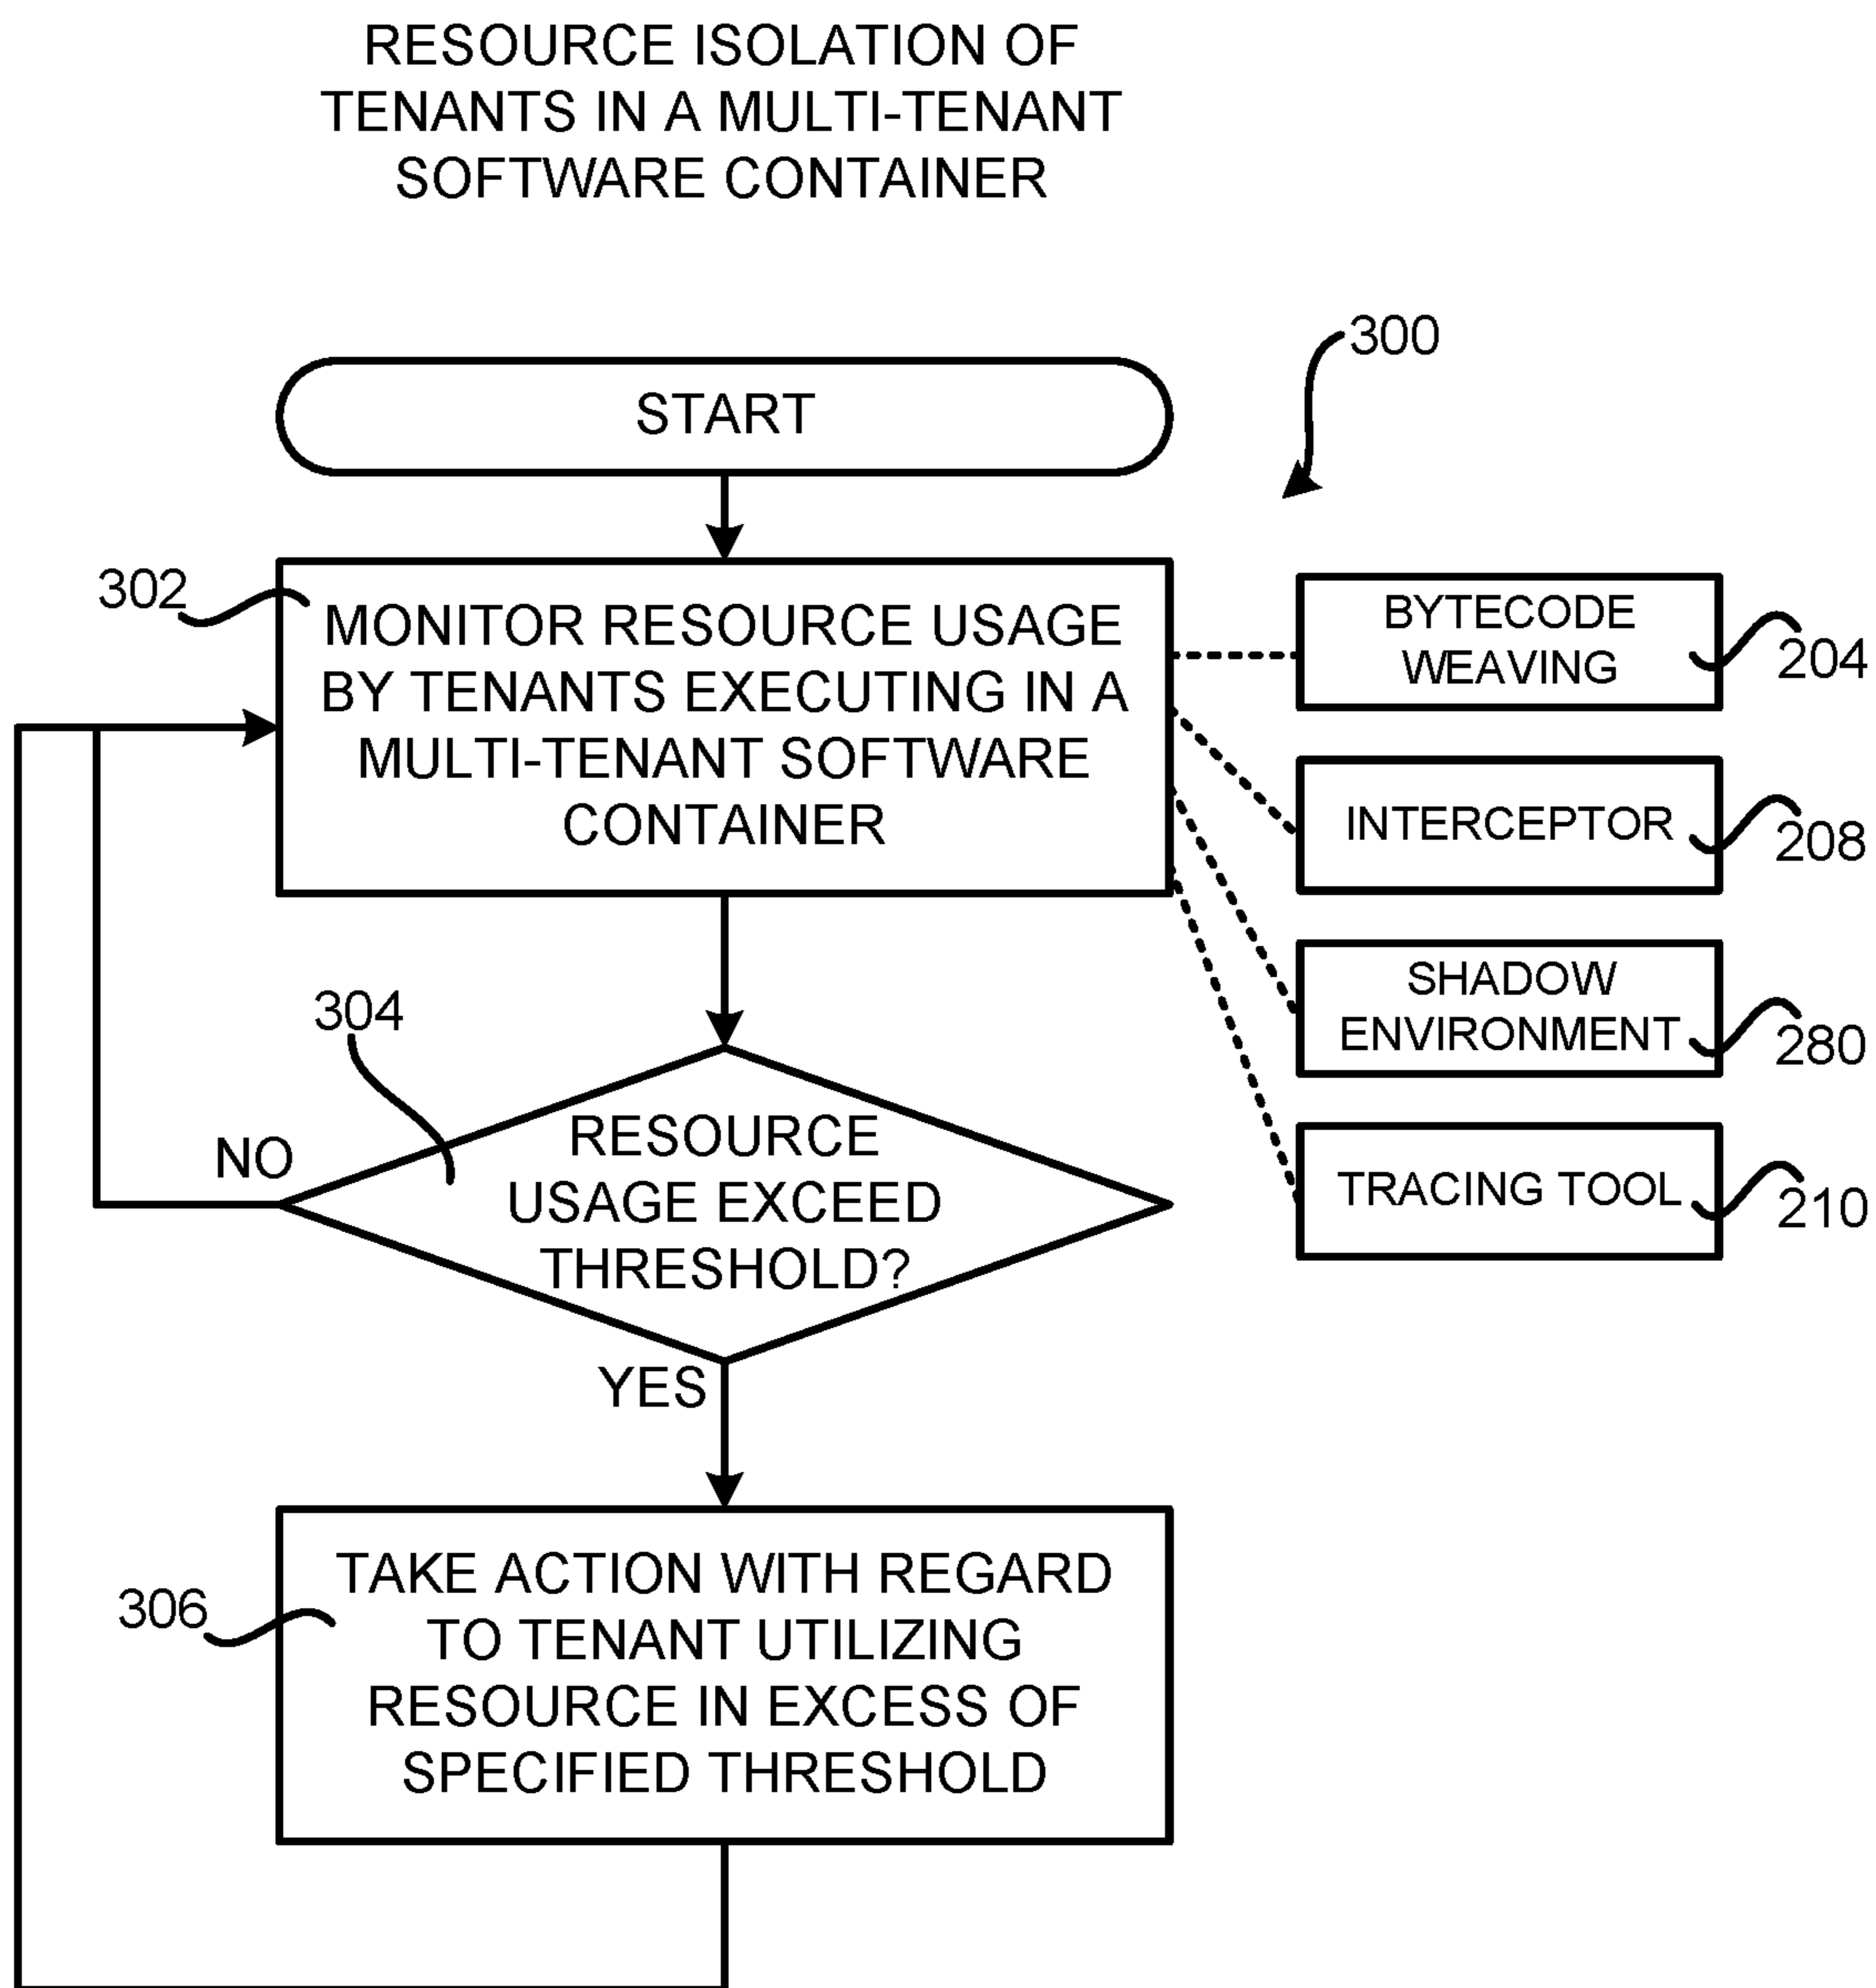 RESOURCE ISOLATION OF
TENANTS IN A MULTI-TENANT
SOFTWARE CONTAINER
300
START
302
MONITOR RESOURCE USAGE
BY TENANTS EXECUTING IN A
MULTI-TENANT SOFTWARE
CONTAINER
BYTECODE
WEAVING
204
INTERCEPTOR
208
SHADOW
ENVIRONMENT
280
TRACING TOOL
210
304
RESOURCE
USAGE EXCEED
THRESHOLD?
NO
YES
306
TAKE ACTION WITH REGARD
TO TENANT UTILIZING
RESOURCE IN EXCESS OF
SPECIFIED THRESHOLD